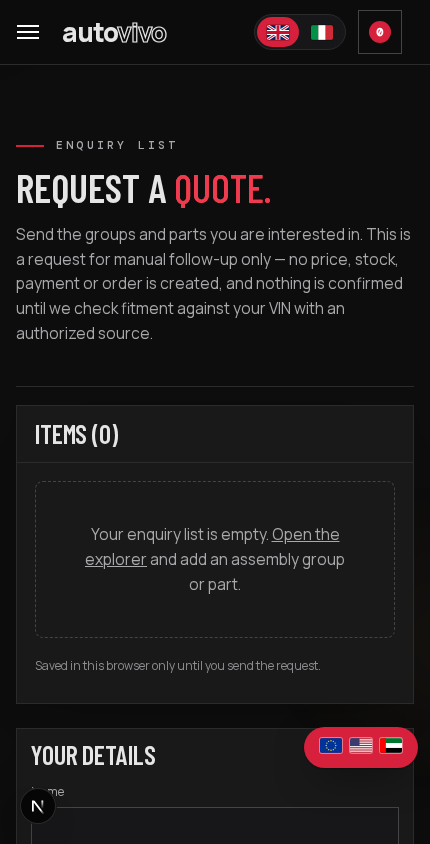 autovivo
0
ENQUIRY LIST
REQUEST A QUOTE.
Send the groups and parts you are interested in. This is
a request for manual follow-up only — no price, stock,
payment or order is created, and nothing is confirmed
until we check fitment against your VIN with an
authorized source.
ITEMS (0)
Your enquiry list is empty. Open the
explorer and add an assembly group
or part.
Saved in this browser only until you send the request.
YOUR DETAILS
N